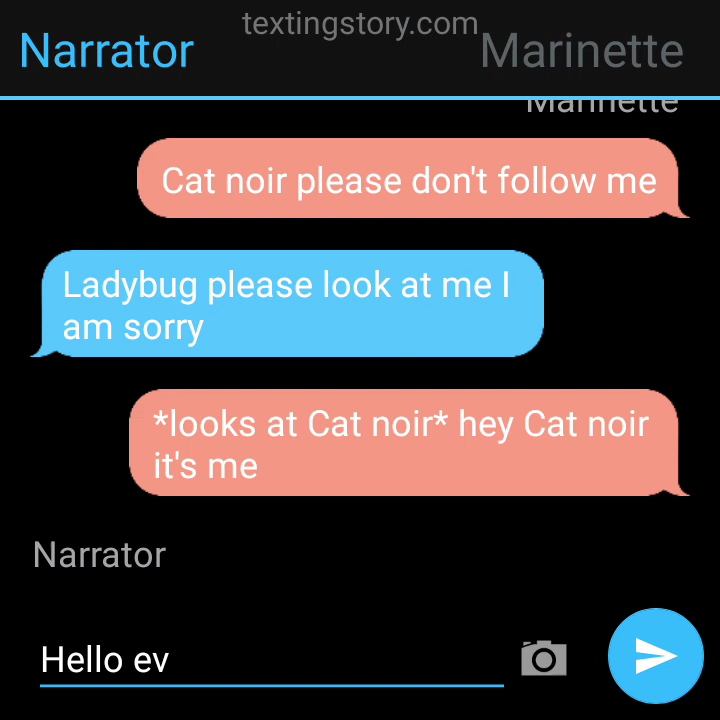 textingstory.com
Narrator
Marinette
Marinette
Cat noir please don't follow me
Ladybug please look at me I
am sorry
*looks at Cat noir* hey Cat noir
it's me
Narrator
Hello ev